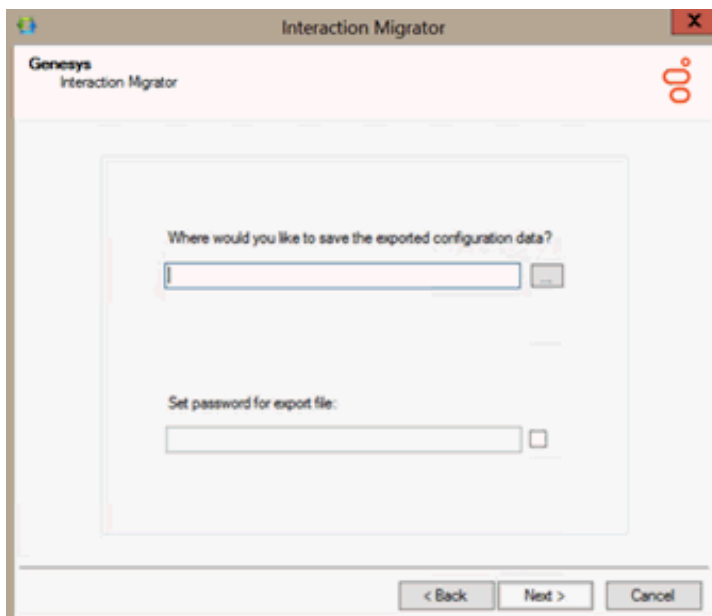 Interaction Migrator
Genesys
Interaction Migrator
Where would you like to save the exported configuration data?
...
Set password for export file:
< Back Next > Cancel